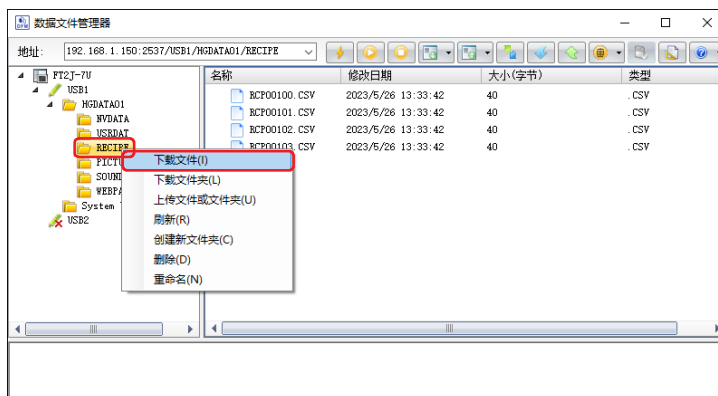 数据文件管理器
地址: 192.168.1.150:2537/USB1/HGDATA01/RECIPE
FT2J-7U
USB1
HGDATA01
NVDATA
USRDAT
RECIPE
PICTU
SOUND
WEBPA
System
USB2
名称 修改日期 大小(字节) 类型
RCP00100.CSV 2023/5/26 13:33:42 40 .CSV
RCP00101.CSV 2023/5/26 13:33:42 40 .CSV
RCP00102.CSV 2023/5/26 13:33:42 40 .CSV
RCP00103.CSV 2023/5/26 13:33:42 40 .CSV
下载文件(I)
下载文件夹(L)
上传文件或文件夹(U)
刷新(R)
创建新文件夹(C)
删除(D)
重命名(N)